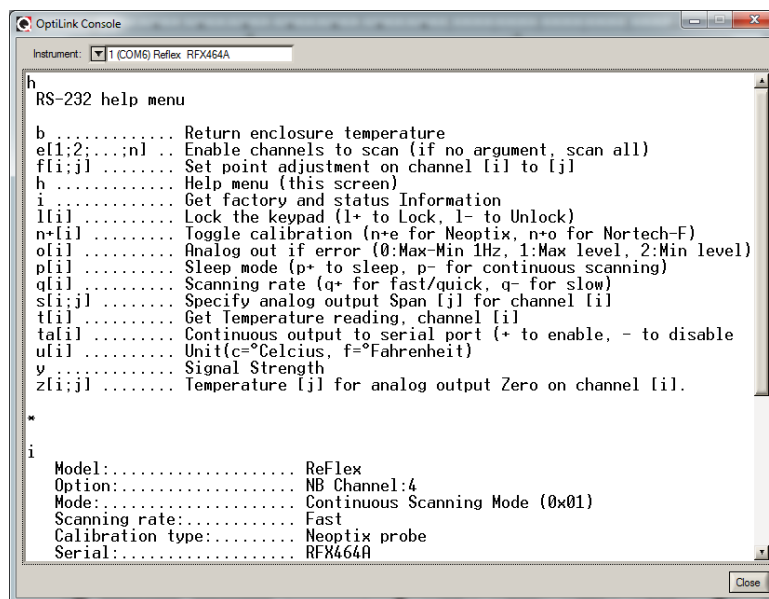 OptiLink Console
Instrument: 1 (COM6) Reflex RFX464A
h
RS-232 help menu
b ............. Return enclosure temperature
e[1;2;...;n] .. Enable channels to scan (if no argument, scan all)
f[i;j] ........ Set point adjustment on channel [i] to [j]
h ............. Help menu (this screen)
i ............. Get factory and status Information
l[i] .......... Lock the keypad (l+ to Lock, l- to Unlock)
n+[i] ......... Toggle calibration (n+e for Neoptix, n+o for Nortech-F)
o[i] .......... Analog out if error (0:Max-Min 1Hz, 1:Max level, 2:Min level)
p[i] .......... Sleep mode (p+ to sleep, p- for continuous scanning)
q[i] .......... Scanning rate (q+ for fast/quick, q- for slow)
s[i;j] ........ Specify analog output Span [j] for channel [i]
t[i] .......... Get Temperature reading, channel [i]
ta[i] ......... Continuous output to serial port (+ to enable, - to disable
u[i] .......... Unit(c=°Celcius, f=°Fahrenheit)
y ............. Signal Strength
z[i;j] ........ Temperature [j] for analog output Zero on channel [i].
*
i
Model:.................... ReFlex
Option:................... NB Channel:4
Mode:..................... Continuous Scanning Mode (0x01)
Scanning rate:............ Fast
Calibration type:......... Neoptix probe
Serial:................... RFX464A
Close